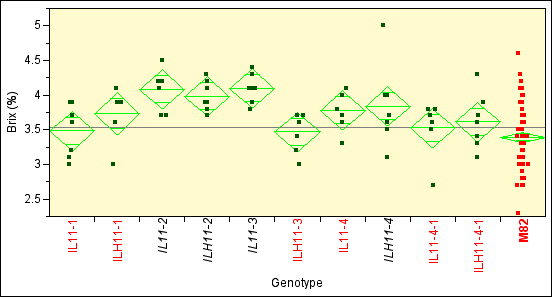 5
4.5
4
3.5
3
2.5
Brix (%)
IL11-1
ILH11-1
IL11-2
ILH11-2
IL11-3
ILH11-3
IL11-4
ILH11-4
IL11-4-1
ILH11-4-1
M82
Genotype